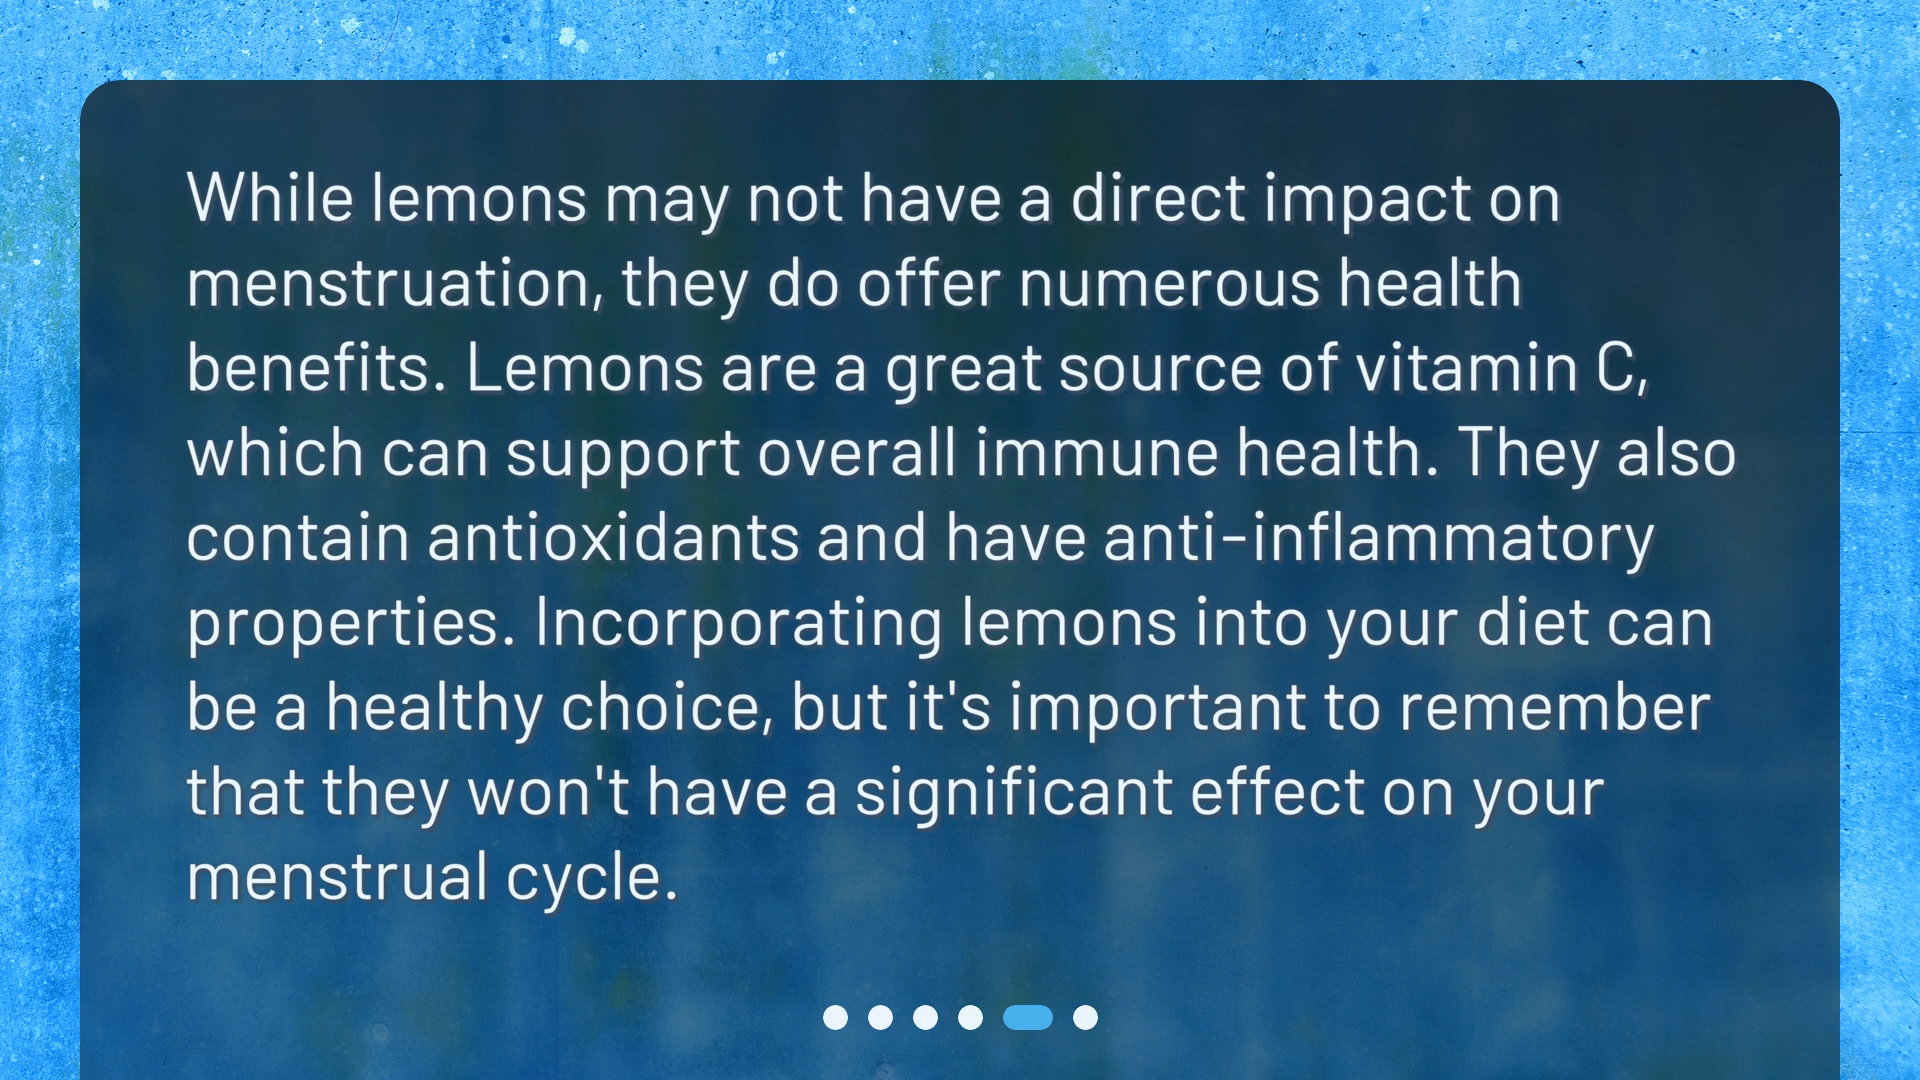 While lemons may not have a direct impact on
menstruation, they do offer numerous health
benefits. Lemons are a great source of vitamin C,
which can support overall immune health. They also
contain antioxidants and have anti-inflammatory
properties. Incorporating lemons into your diet can
be a healthy choice, but it's important to remember
that they won't have a significant effect on your
menstrual cycle.